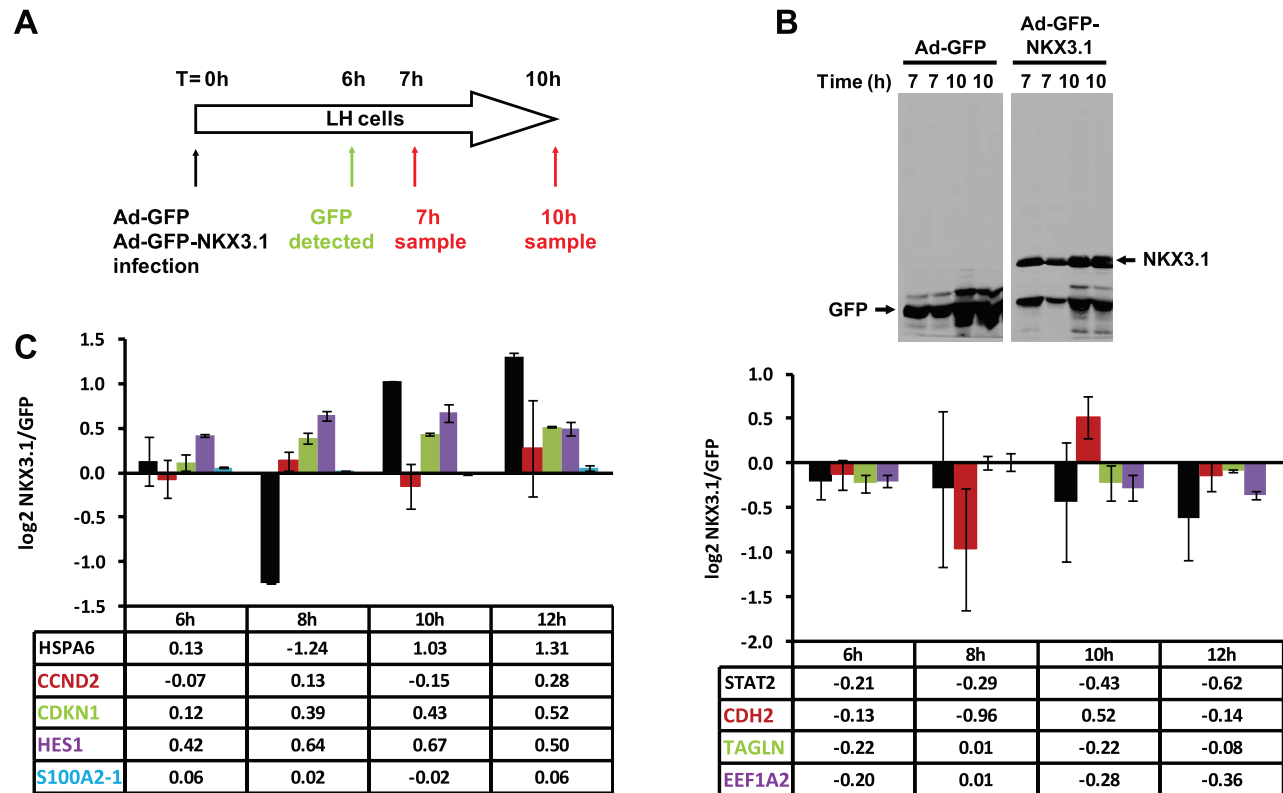 A
T= 0h 6h 7h 10h
LH cells
Ad-GFP
Ad-GFP-NKX3.1
infection
GFP
detected
7h
sample
10h
sample
B
Ad-GFP
Ad-GFP-
NKX3.1
Time (h) 7 7 10 10 7 7 10 10
NKX3.1
GFP
C
log2 NKX3.1/GFP
1.5
1.0
0.5
0.0
-0.5
-1.0
-1.5
6h 8h 10h 12h
HSPA6 0.13 -1.24 1.03 1.31
CCND2 -0.07 0.13 -0.15 0.28
CDKN1 0.12 0.39 0.43 0.52
HES1 0.42 0.64 0.67 0.50
S100A2-1 0.06 0.02 -0.02 0.06
log2 NKX3.1/GFP
1.0
0.5
0.0
-0.5
-1.0
-1.5
-2.0
6h 8h 10h 12h
STAT2 -0.21 -0.29 -0.43 -0.62
CDH2 -0.13 -0.96 0.52 -0.14
TAGLN -0.22 0.01 -0.22 -0.08
EEF1A2 -0.20 0.01 -0.28 -0.36